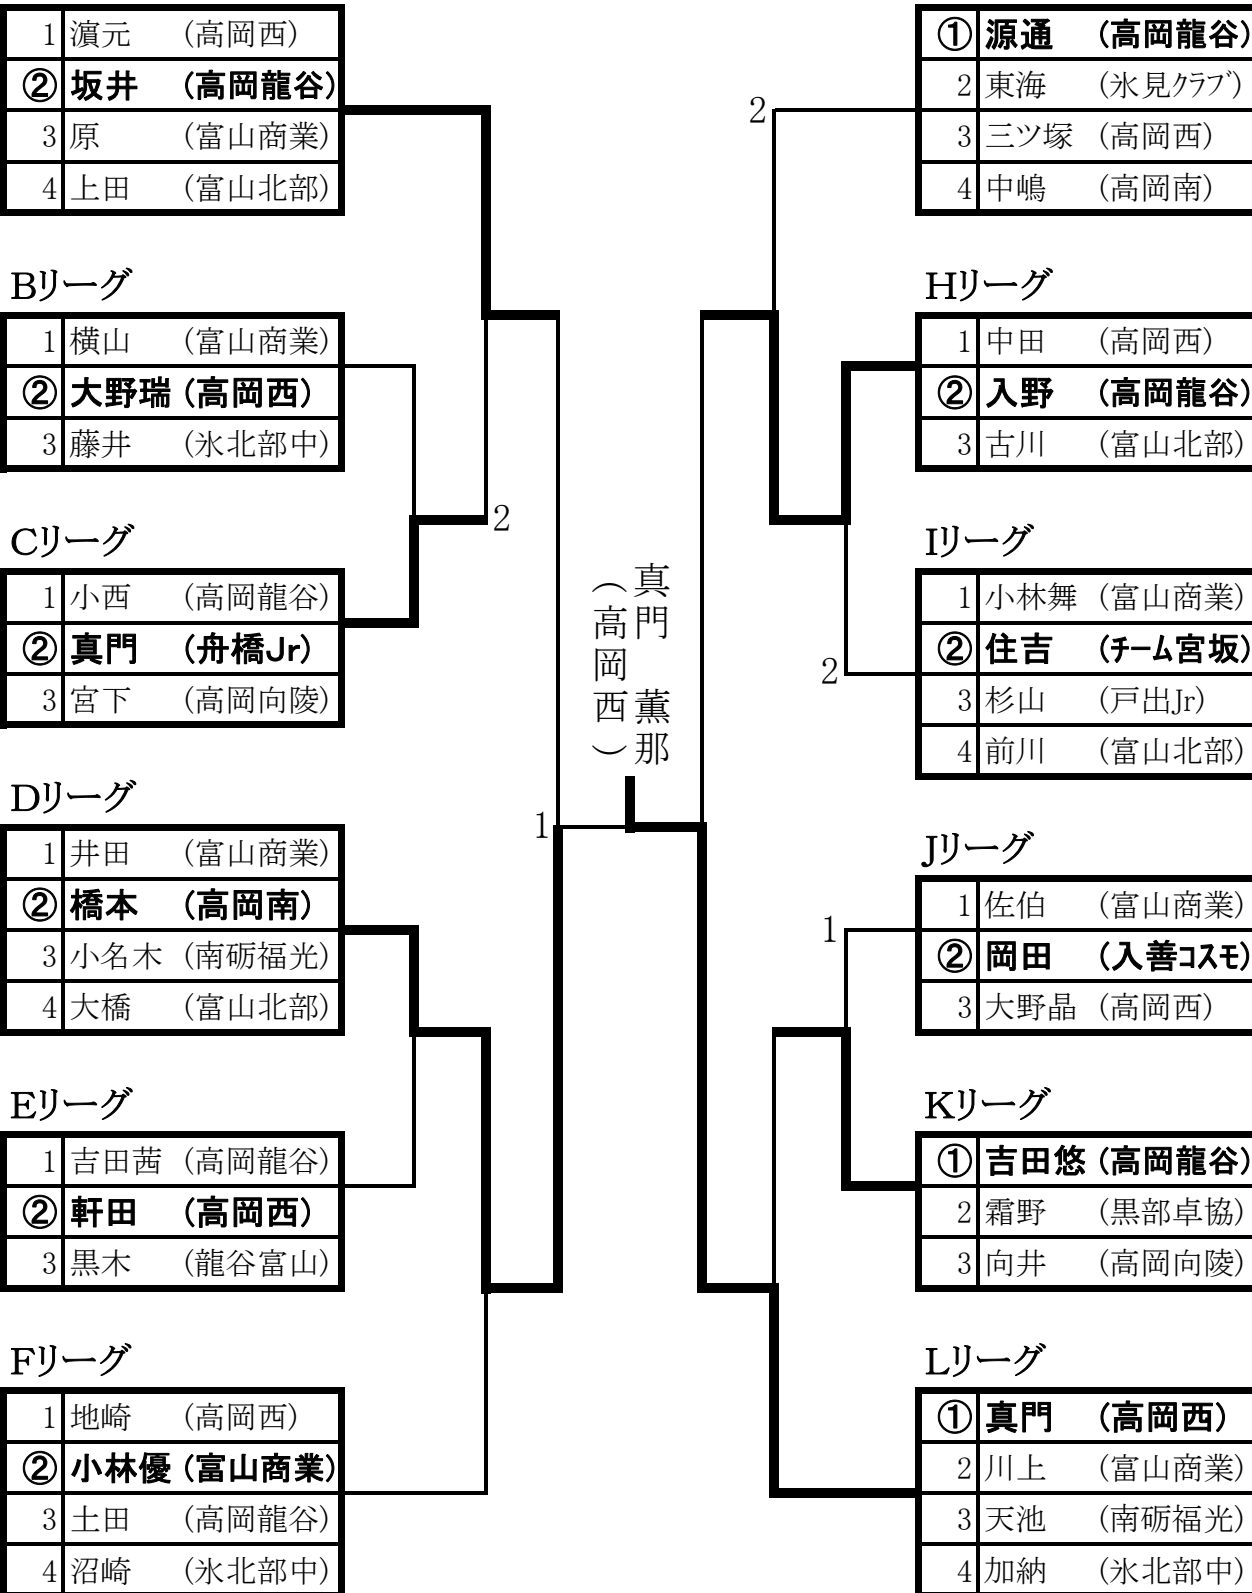 1 濵元 (高岡西)
② 坂井 (高岡龍谷)
3 原 (富山商業)
4 上田 (富山北部)
Bリーグ
1 横山 (富山商業)
② 大野瑞 (高岡西)
3 藤井 (氷北部中)
Cリーグ
1 小西 (高岡龍谷)
② 真門 (舟橋Jr)
3 宮下 (高岡向陵)
Dリーグ
1 井田 (富山商業)
② 橋本 (高岡南)
3 小名木 (南砺福光)
4 大橋 (富山北部)
Eリーグ
1 吉田茜 (高岡龍谷)
② 軒田 (高岡西)
3 黒木 (龍谷富山)
Fリーグ
1 地崎 (高岡西)
② 小林優 (富山商業)
3 土田 (高岡龍谷)
4 沼崎 (氷北部中)
2
1
真門 薫那
(高岡西)
2
2
1
① 源通 (高岡龍谷)
2 東海 (氷見クラブ)
3 三ツ塚 (高岡西)
4 中嶋 (高岡南)
Hリーグ
1 中田 (高岡西)
② 入野 (高岡龍谷)
3 古川 (富山北部)
Iリーグ
1 小林舞 (富山商業)
② 住吉 (チーム宮坂)
3 杉山 (戸出Jr)
4 前川 (富山北部)
Jリーグ
1 佐伯 (富山商業)
② 岡田 (入善コスモ)
3 大野晶 (高岡西)
Kリーグ
① 吉田悠 (高岡龍谷)
2 霜野 (黒部卓協)
3 向井 (高岡向陵)
Lリーグ
① 真門 (高岡西)
2 川上 (富山商業)
3 天池 (南砺福光)
4 加納 (氷北部中)